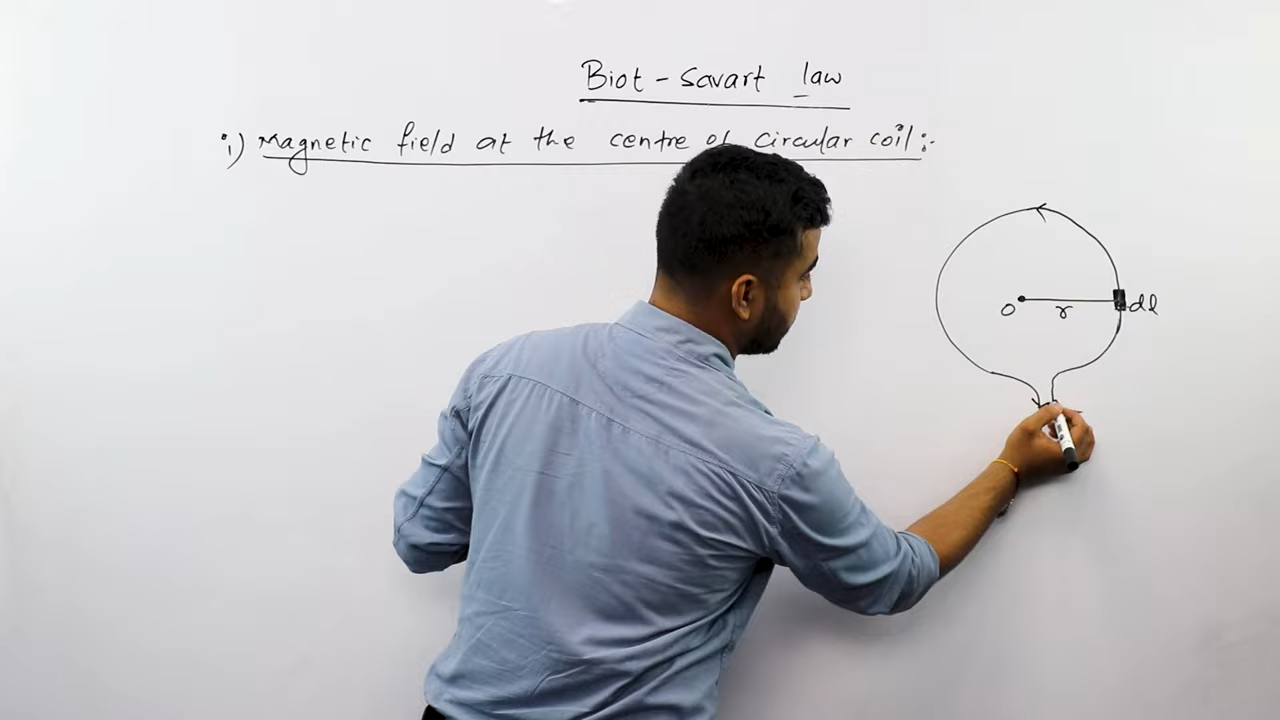 Biot - Savart law
i) Magnetic field at the centre of circular coil :-
O r dl